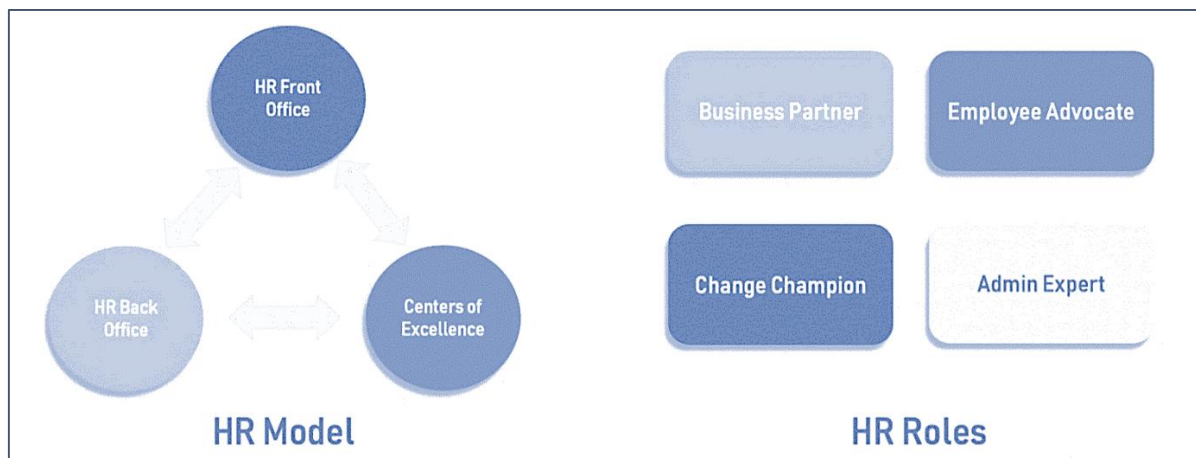 HR Front
Office
HR Back
Office
Centers of
Excellence
HR Model
Business Partner
Employee Advocate
Change Champion
Admin Expert
HR Roles